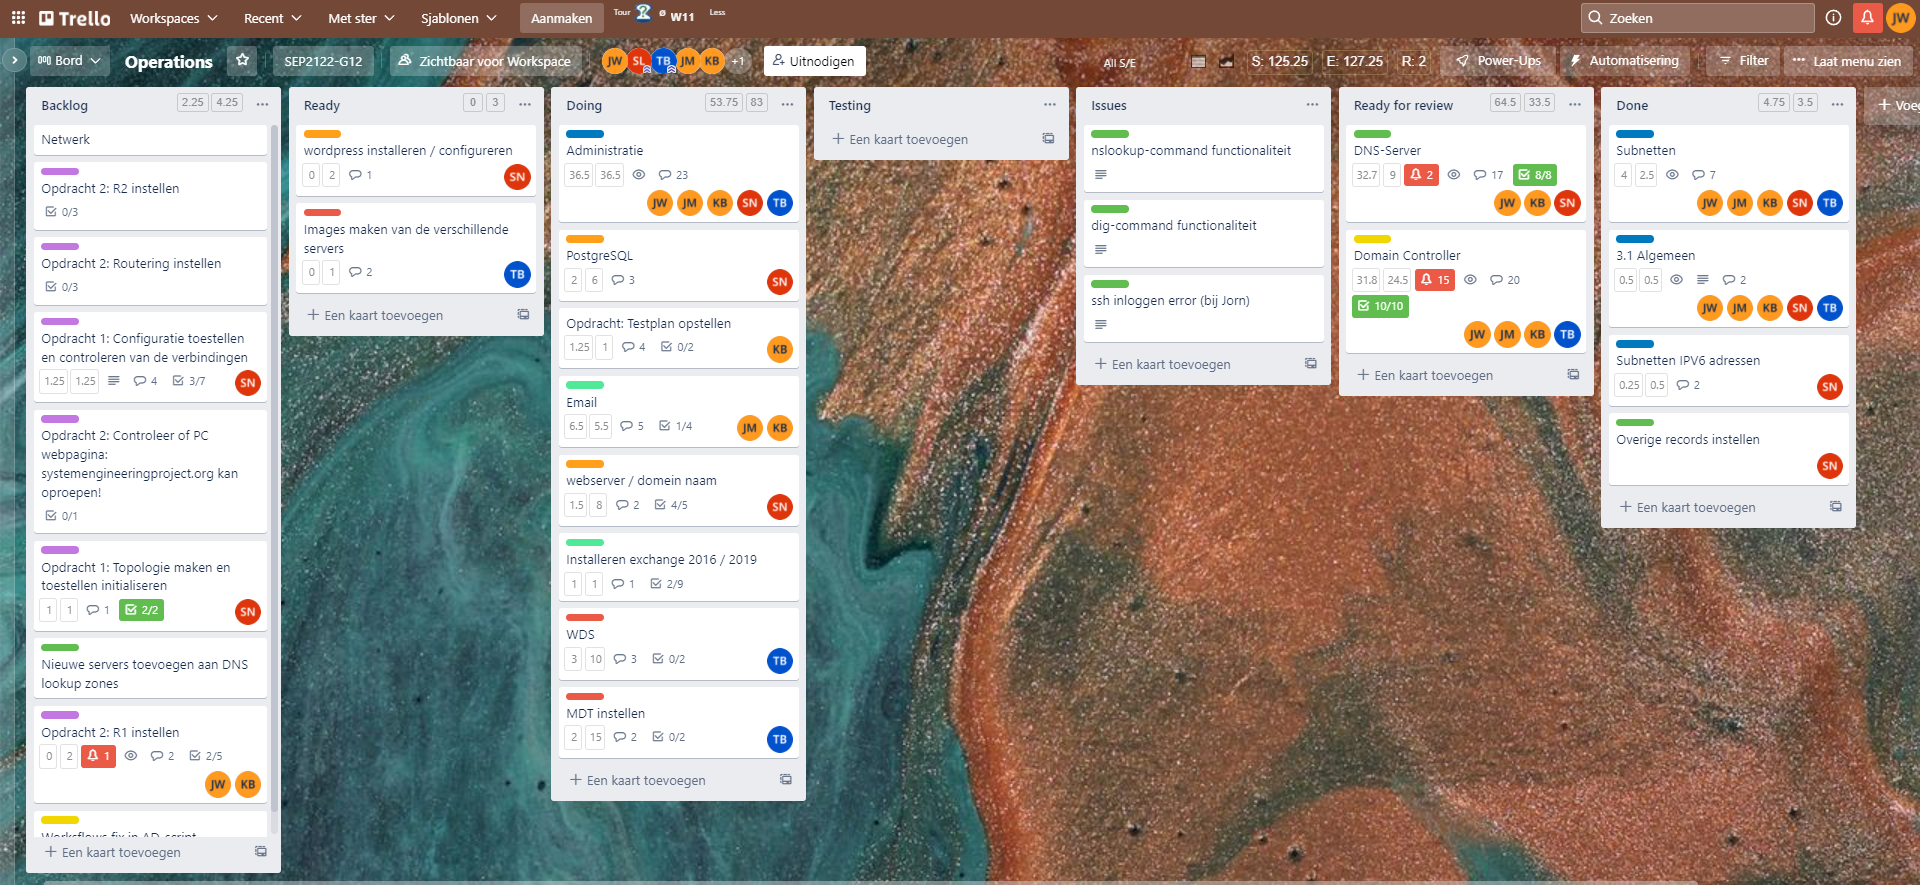 Trello
Workspaces
Recent
Met ster
Sjablonen
Aanmaken
Tour
ø
W11
Less
Zoeken
JW
Bord
Operations
SEP2122-G12
Zichtbaar voor Workspace
JW
SL
TB
JM
KB
+1
Uitnodigen
All S/E
S: 125.25
E: 127.25
R: 2
Power-Ups
Automatisering
Filter
Laat menu zien
Backlog
2.25 4.25
Netwerk
Opdracht 2: R2 instellen
0/3
Opdracht 2: Routering instellen
0/3
Opdracht 1: Configuratie toestellen
en controleren van de verbindingen
1.25 1.25 4 3/7
SN
Opdracht 2: Controleer of PC
webpagina:
systemengineeringproject.org kan
oproepen!
0/1
Opdracht 1: Topologie maken en
toestellen initialiseren
1 1 1 2/2
SN
Nieuwe servers toevoegen aan DNS
lookup zones
Opdracht 2: R1 instellen
0 2 1 2 2/5
JW KB
Worksflows fix in AD-script
+ Een kaart toevoegen
Ready
0 3
wordpress installeren / configureren
0 2 1
SN
Images maken van de verschillende
servers
0 1 2
TB
+ Een kaart toevoegen
Doing
53.75 83
Administratie
36.5 36.5 23
JW JM KB SN TB
PostgreSQL
2 6 3
SN
Opdracht: Testplan opstellen
1.25 1 4 0/2
KB
Email
6.5 5.5 5 1/4
JM KB
webserver / domein naam
1.5 8 2 4/5
SN
Installeren exchange 2016 / 2019
1 1 1 2/9
WDS
3 10 3 0/2
TB
MDT instellen
2 15 2 0/2
TB
+ Een kaart toevoegen
Testing
+ Een kaart toevoegen
Issues
nslookup-command functionaliteit
dig-command functionaliteit
ssh inloggen error (bij Jorn)
+ Een kaart toevoegen
Ready for review
64.5 33.5
DNS-Server
32.7 9 2 17 8/8
JW KB SN
Domain Controller
31.8 24.5 15 20
10/10
JW JM KB TB
+ Een kaart toevoegen
Done
4.75 3.5
Subnetten
4 2.5 7
JW JM KB SN TB
3.1 Algemeen
0.5 0.5 2
JW JM KB SN TB
Subnetten IPV6 adressen
0.25 0.5 2
SN
Overige records instellen
SN
+ Een kaart toevoegen
+ Voeg